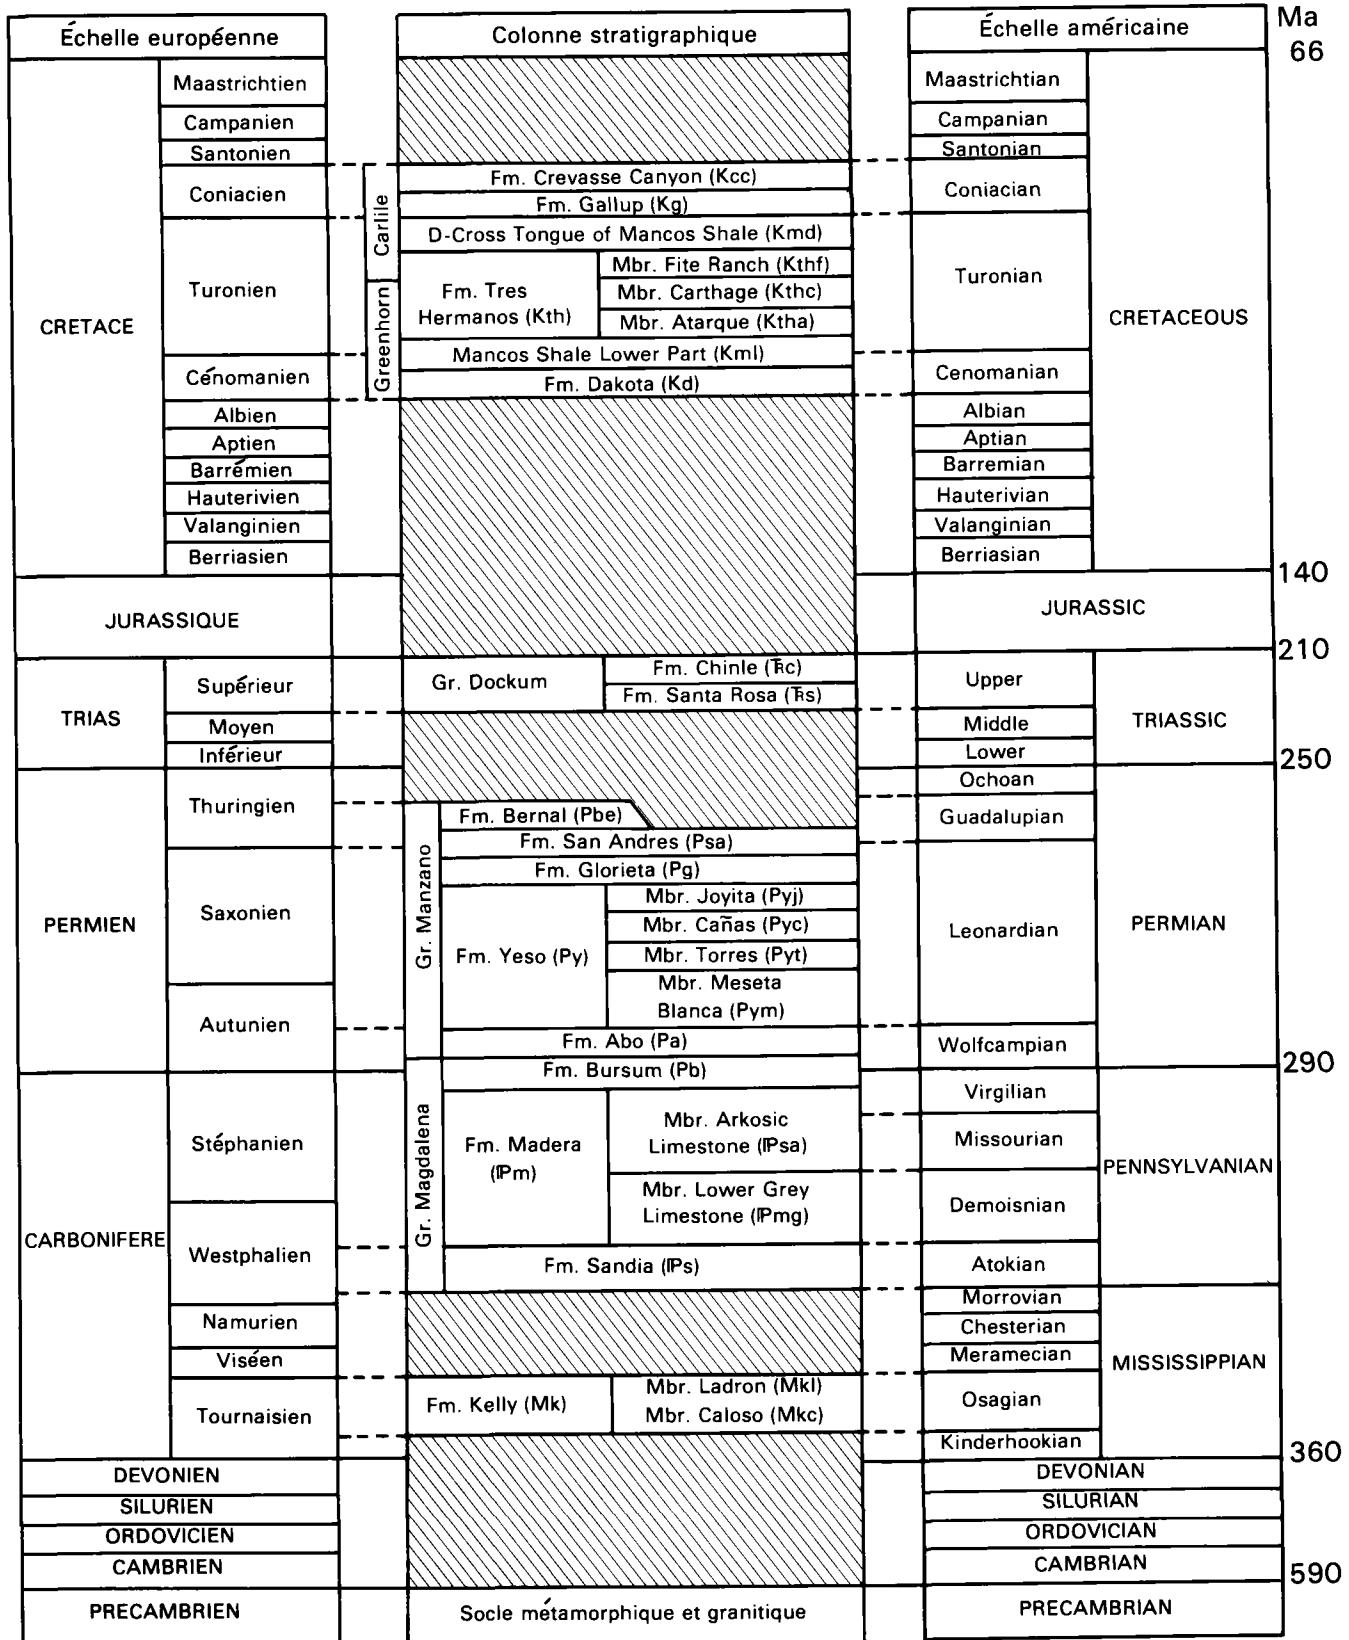 Échelle européenne
Colonne stratigraphique
Échelle américaine
Ma
66
CRETACE
Maastrichtien
Campanien
Santonien
Coniacien
Turonien
Cénomanien
Albien
Aptien
Barrémien
Hauterivien
Valanginien
Berriasien
JURASSIQUE
TRIAS
Supérieur
Moyen
Inférieur
PERMIEN
Thuringien
Saxonien
Autunien
CARBONIFERE
Stéphanien
Westphalien
Namurien
Viséen
Tournaisien
DEVONIEN
SILURIEN
ORDOVICIEN
CAMBRIEN
PRECAMBRIEN
Carlile
Greenhorn
Fm. Crevasse Canyon (Kcc)
Fm. Gallup (Kg)
D-Cross Tongue of Mancos Shale (Kmd)
Fm. Tres
Hermanos (Kth)
Mbr. Fite Ranch (Kthf)
Mbr. Carthage (Kthc)
Mbr. Atarque (Ktha)
Mancos Shale Lower Part (Kml)
Fm. Dakota (Kd)
Gr. Dockum
Fm. Chinle (TRc)
Fm. Santa Rosa (TRs)
Gr. Manzano
Fm. Bernal (Pbe)
Fm. San Andres (Psa)
Fm. Glorieta (Pg)
Fm. Yeso (Py)
Mbr. Joyita (Pyj)
Mbr. Cañas (Pyc)
Mbr. Torres (Pyt)
Mbr. Meseta
Blanca (Pym)
Fm. Abo (Pa)
Gr. Magdalena
Fm. Bursum (Pb)
Fm. Madera
(IPm)
Mbr. Arkosic
Limestone (IPsa)
Mbr. Lower Grey
Limestone (IPmg)
Fm. Sandia (IPs)
Fm. Kelly (Mk)
Mbr. Ladron (Mkl)
Mbr. Caloso (Mkc)
Socle métamorphique et granitique
Maastrichtian
Campanian
Santonian
Coniacian
Turonian
Cenomanian
Albian
Aptian
Barremian
Hauterivian
Valanginian
Berriasian
CRETACEOUS
140
JURASSIC
210
Upper
Middle
Lower
TRIASSIC
250
Ochoan
Guadalupian
Leonardian
Wolfcampian
PERMIAN
290
Virgilian
Missourian
Demoisnian
Atokian
PENNSYLVANIAN
Morrovian
Chesterian
Meramecian
Osagian
Kinderhookian
MISSISSIPPIAN
360
DEVONIAN
SILURIAN
ORDOVICIAN
CAMBRIAN
590
PRECAMBRIAN